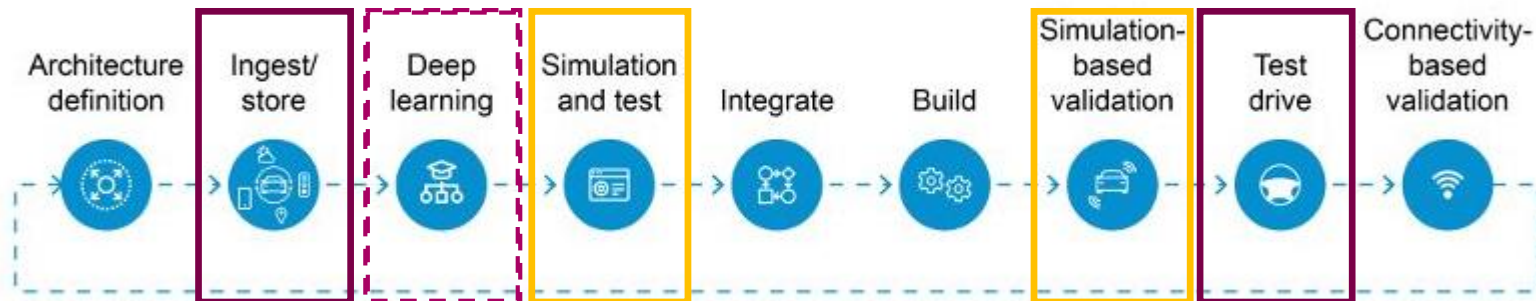 Architecture
definition
Ingest/
store
Deep
learning
Simulation
and test
Integrate
Build
Simulation-
based
validation
Test
drive
Connectivity-
based
validation